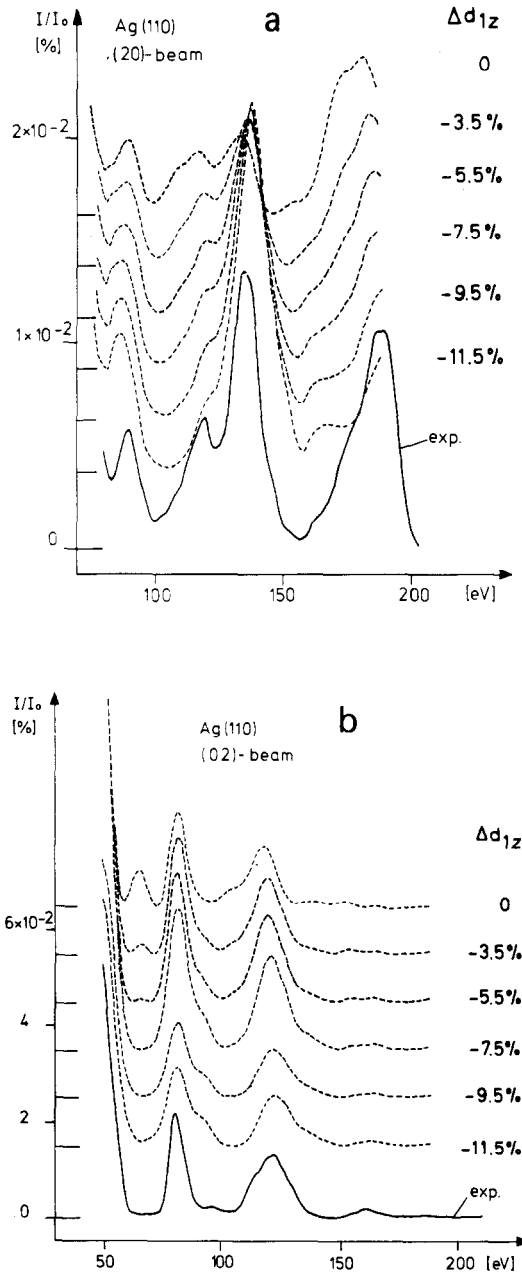 I/I₀
[%]
a
Ag(110)
(20)-beam
Δd₁z
0
-3.5%
-5.5%
-7.5%
-9.5%
-11.5%
2×10⁻²
1×10⁻²
0
exp.
100
150
200
[eV]
I/I₀
[%]
b
Ag(110)
(02)-beam
Δd₁z
0
-3.5%
-5.5%
-7.5%
-9.5%
-11.5%
6×10⁻²
4
2
0
exp.
50
100
150
200
[eV]